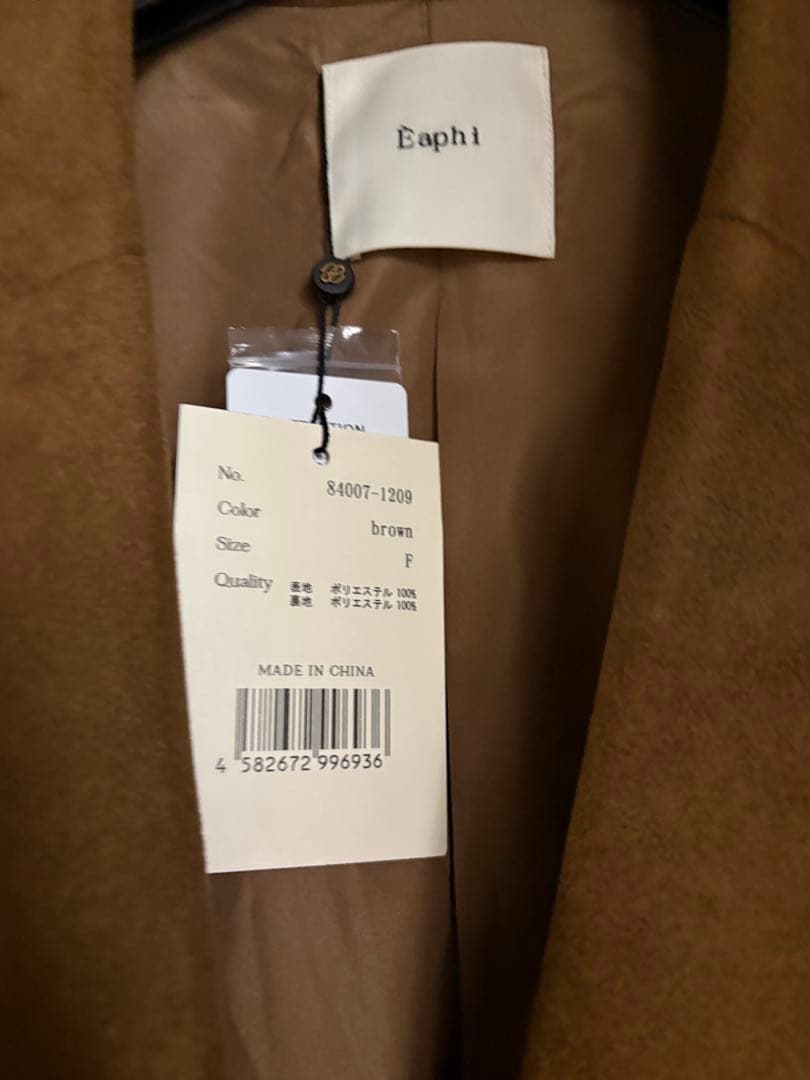 Èaphi
No. 84007-1209
Color brown
Size F
Quality 表地 ポリエステル 100%
裏地 ポリエステル 100%
MADE IN CHINA
4 582672 996936